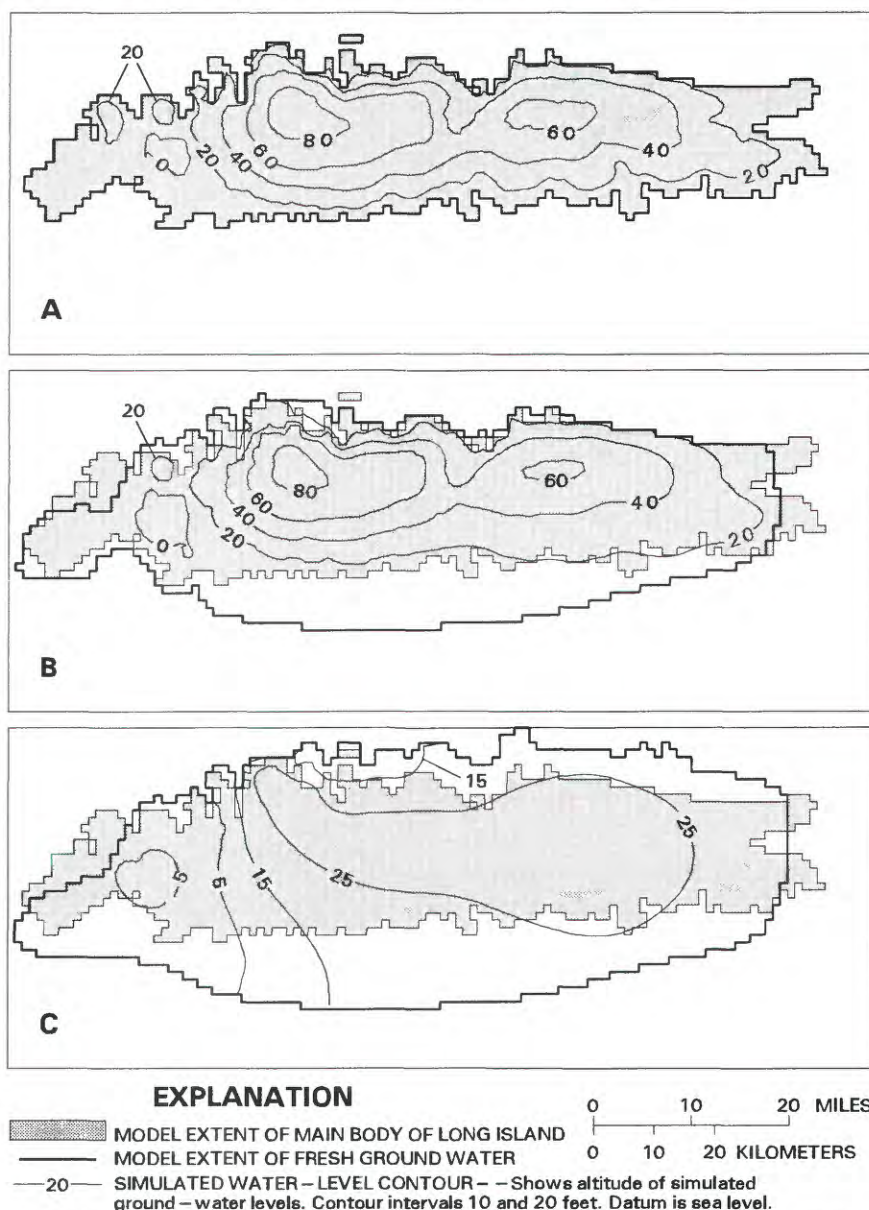 20
80
60
60
40
20
0
40
20
A
20
80
60
60
40
40
20
20
0
B
15
25
25
15
5
-5
C
EXPLANATION
MODEL EXTENT OF MAIN BODY OF LONG ISLAND
MODEL EXTENT OF FRESH GROUND WATER
—20— SIMULATED WATER – LEVEL CONTOUR – – Shows altitude of simulated
ground – water levels. Contour intervals 10 and 20 feet. Datum is sea level.
0 10 20 MILES
0 10 20 KILOMETERS